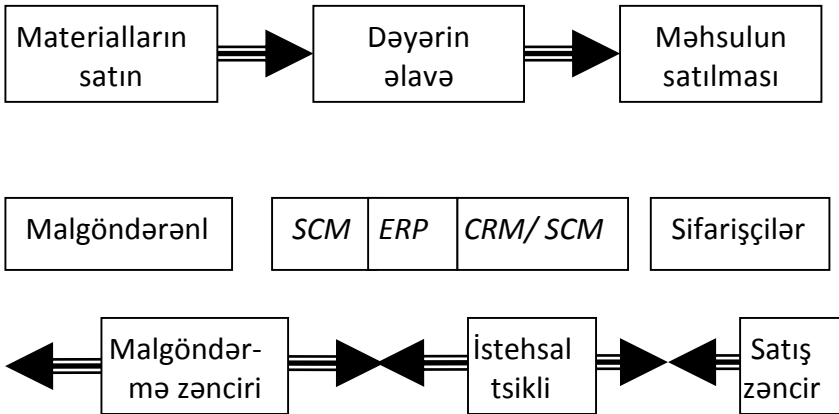 Materialların
satın
Dəyərin
əlavə
Məhsulun
satılması
Malgöndərənl
SCM
ERP
CRM/ SCM
Sifarişçilər
Malgöndər-
mə zənciri
İstehsal
tsikli
Satış
zəncir